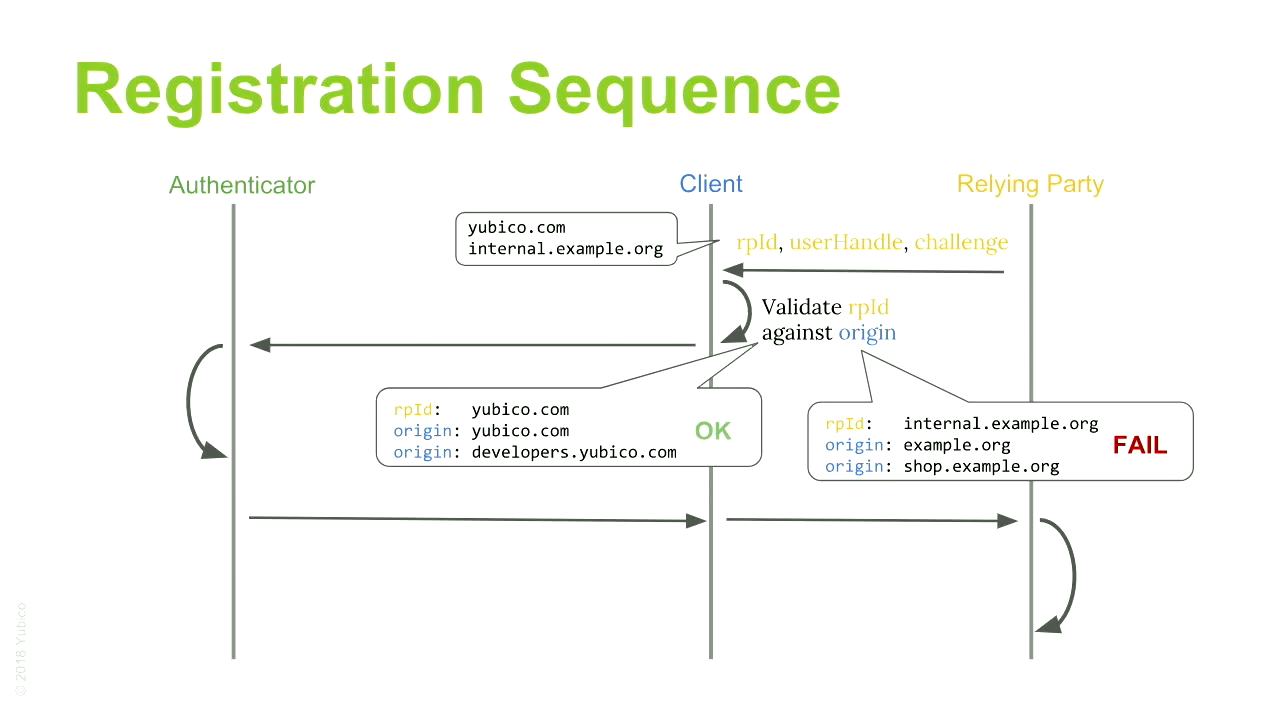 Registration Sequence
Authenticator
Client
Relying Party
yubico.com
internal.example.org
rpId, userHandle, challenge
Validate rpId
against origin
rpId: yubico.com
origin: yubico.com
origin: developers.yubico.com
OK
rpId: internal.example.org
origin: example.org
origin: shop.example.org
FAIL
© 2018 Yubico